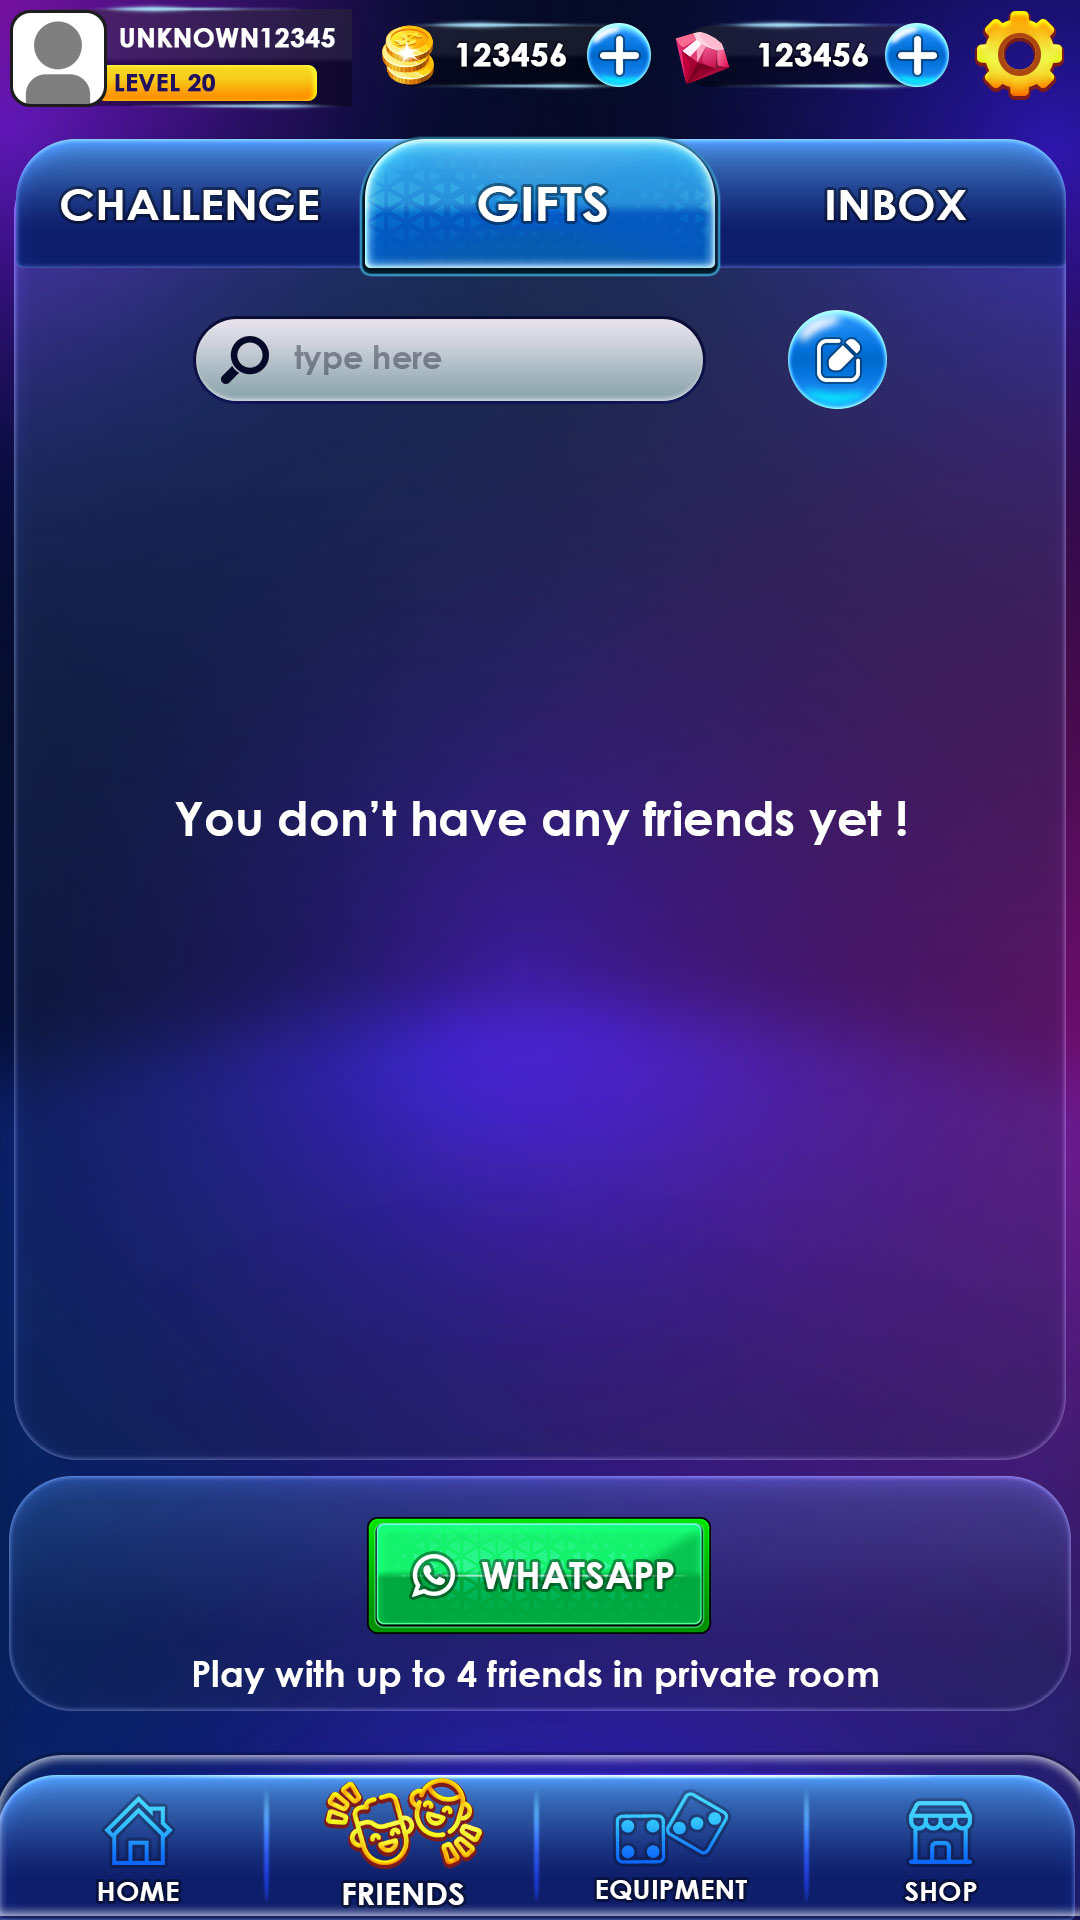 UNKNOWN12345
LEVEL 20
123456
123456
CHALLENGE
GIFTS
INBOX
type here
You don’t have any friends yet !
WHATSAPP
Play with up to 4 friends in private room
HOME
FRIENDS
EQUIPMENT
SHOP